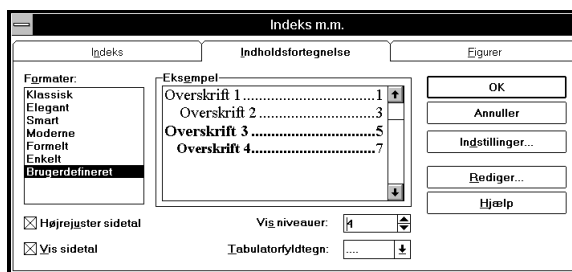 Indeks m.m.
Indeks
Indholdsfortegnelse
Figurer
Formater:
Klassisk
Elegant
Smart
Moderne
Formelt
Enkelt
Brugerdefineret
Eksempel
Overskrift 1..............................1
Overskrift 2..........................3
Overskrift 3..............................5
Overskrift 4..........................7
OK
Annuller
Indstillinger...
Rediger...
Hjælp
Højrejuster sidetal
Vis niveauer: 4
Vis sidetal
Tabulatorfyldtegn: ....